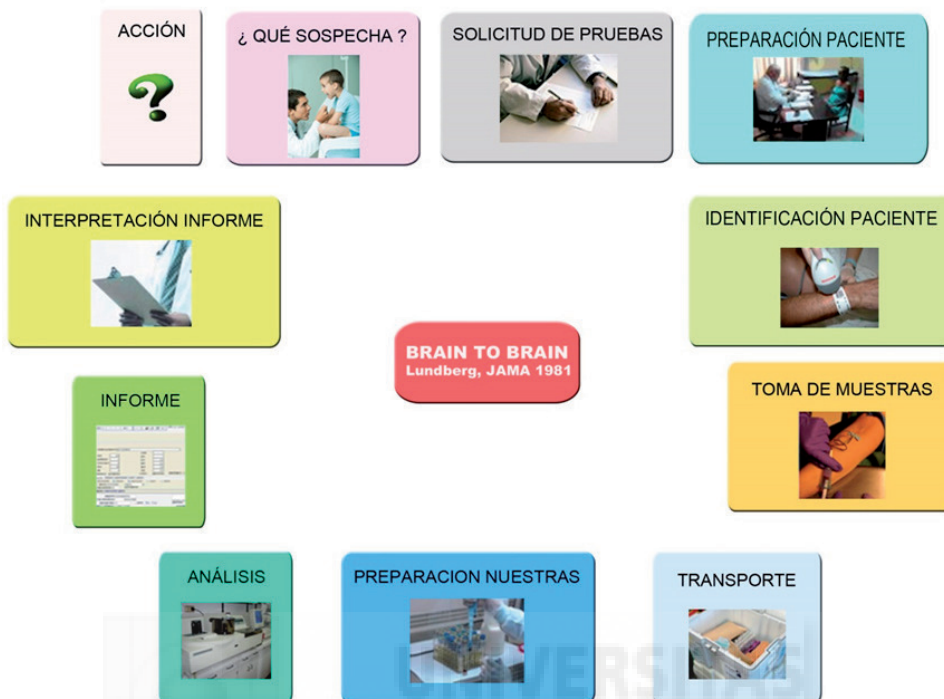 ACCIÓN
¿ QUÉ SOSPECHA ?
SOLICITUD DE PRUEBAS
PREPARACIÓN PACIENTE
IDENTIFICACIÓN PACIENTE
TOMA DE MUESTRAS
TRANSPORTE
PREPARACION NUESTRAS
ANÁLISIS
INFORME
INTERPRETACIÓN INFORME
BRAIN TO BRAIN
Lundberg, JAMA 1981
UNIVERSITAS